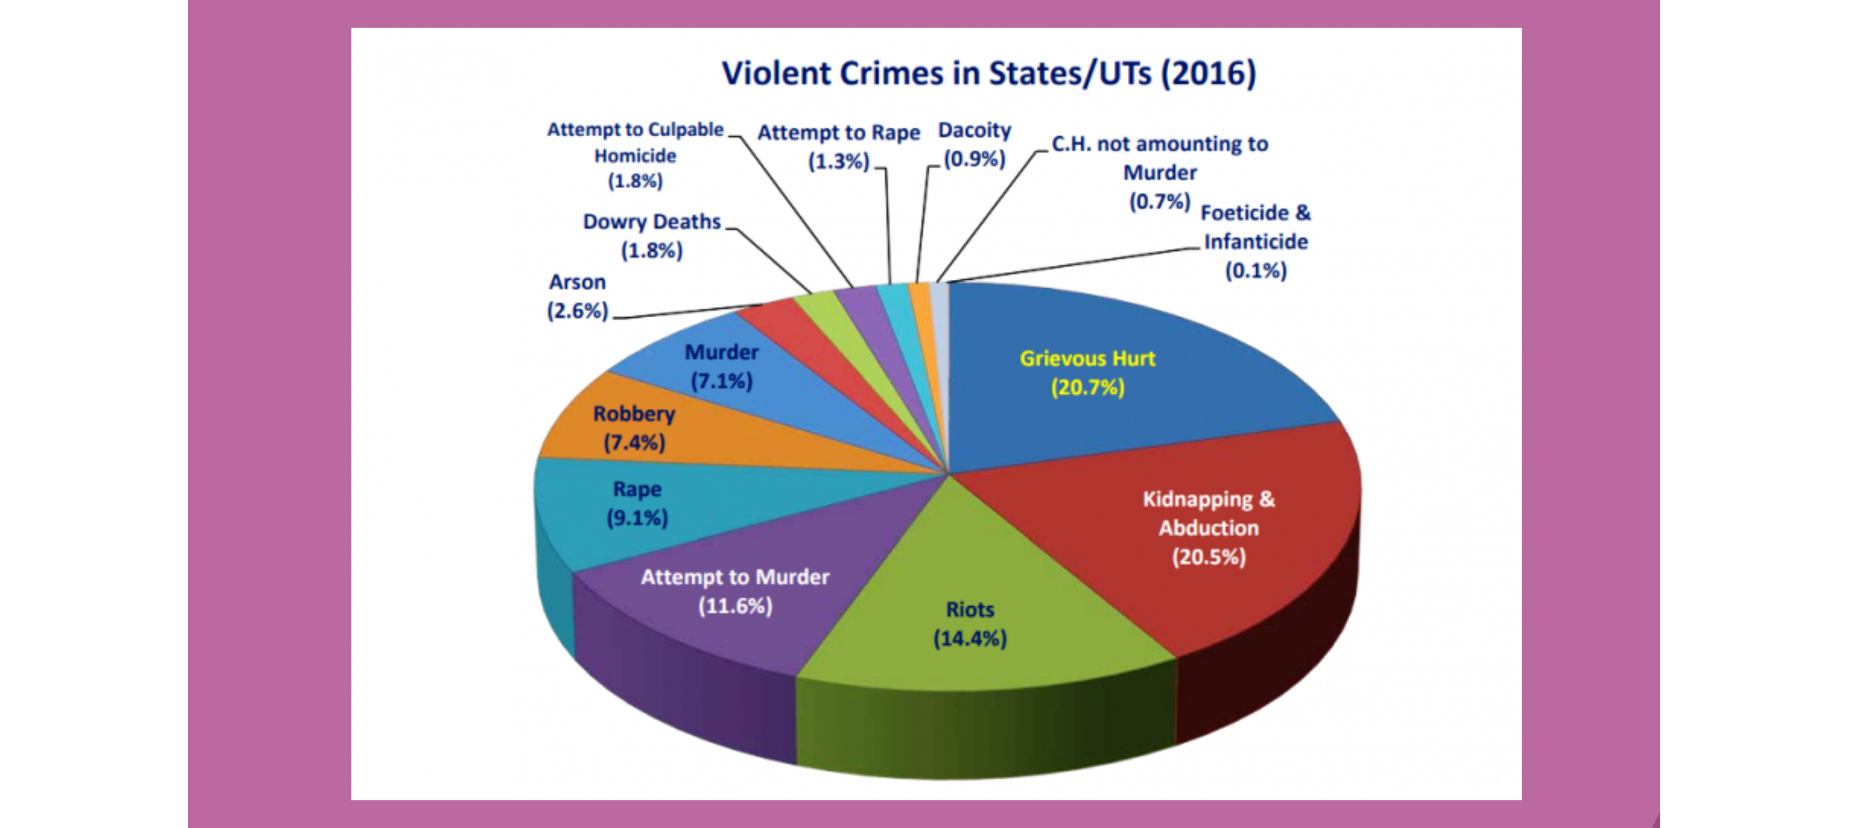 Violent Crimes in States/UTs (2016)
Attempt to Culpable
Homicide
(1.8%)
Attempt to Rape
(1.3%)
Dacoity
(0.9%)
C.H. not amounting to
Murder
(0.7%)
Foeticide &
Infanticide
(0.1%)
Dowry Deaths
(1.8%)
Arson
(2.6%)
Murder
(7.1%)
Grievous Hurt
(20.7%)
Robbery
(7.4%)
Rape
(9.1%)
Kidnapping &
Abduction
(20.5%)
Attempt to Murder
(11.6%)
Riots
(14.4%)